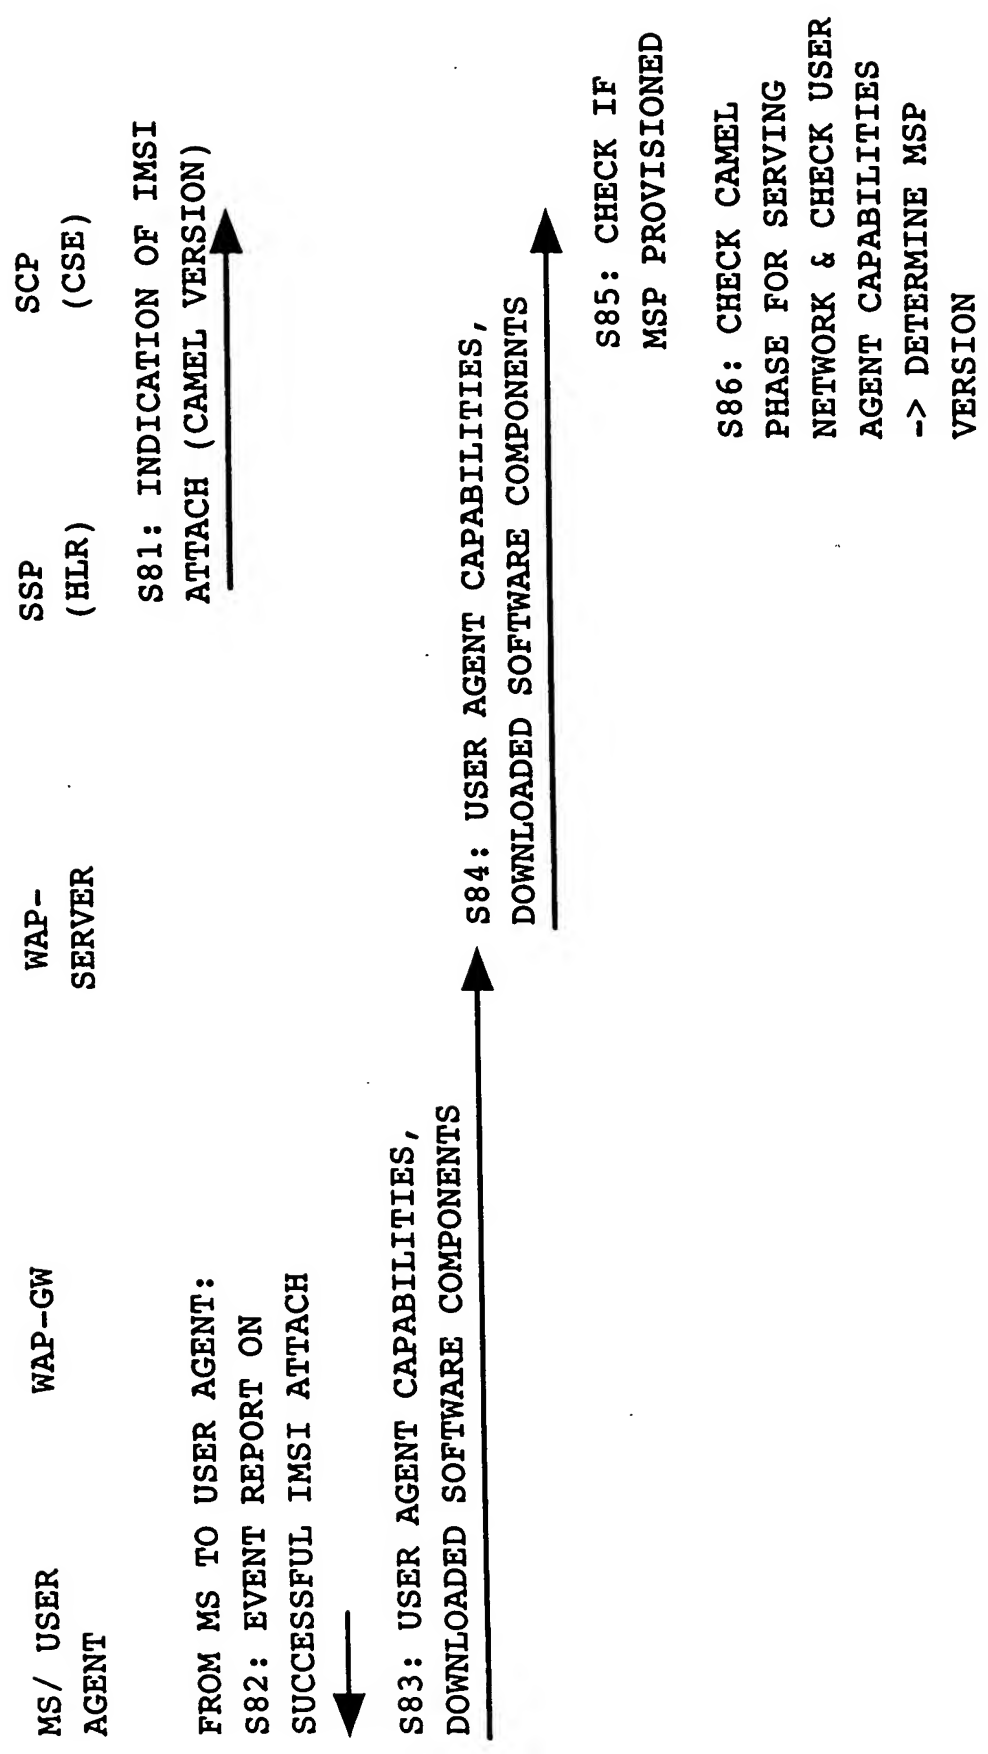 MS/ USER
AGENT
WAP-GW
WAP-
SERVER
SSP
(HLR)
SCP
(CSE)
S81: INDICATION OF IMSI
ATTACH (CAMEL VERSION)
FROM MS TO USER AGENT:
S82: EVENT REPORT ON
SUCCESSFUL IMSI ATTACH
S83: USER AGENT CAPABILITIES,
DOWNLOADED SOFTWARE COMPONENTS
S84: USER AGENT CAPABILITIES,
DOWNLOADED SOFTWARE COMPONENTS
S85: CHECK IF
MSP PROVISIONED
S86: CHECK CAMEL
PHASE FOR SERVING
NETWORK & CHECK USER
AGENT CAPABILITIES
-> DETERMINE MSP
VERSION